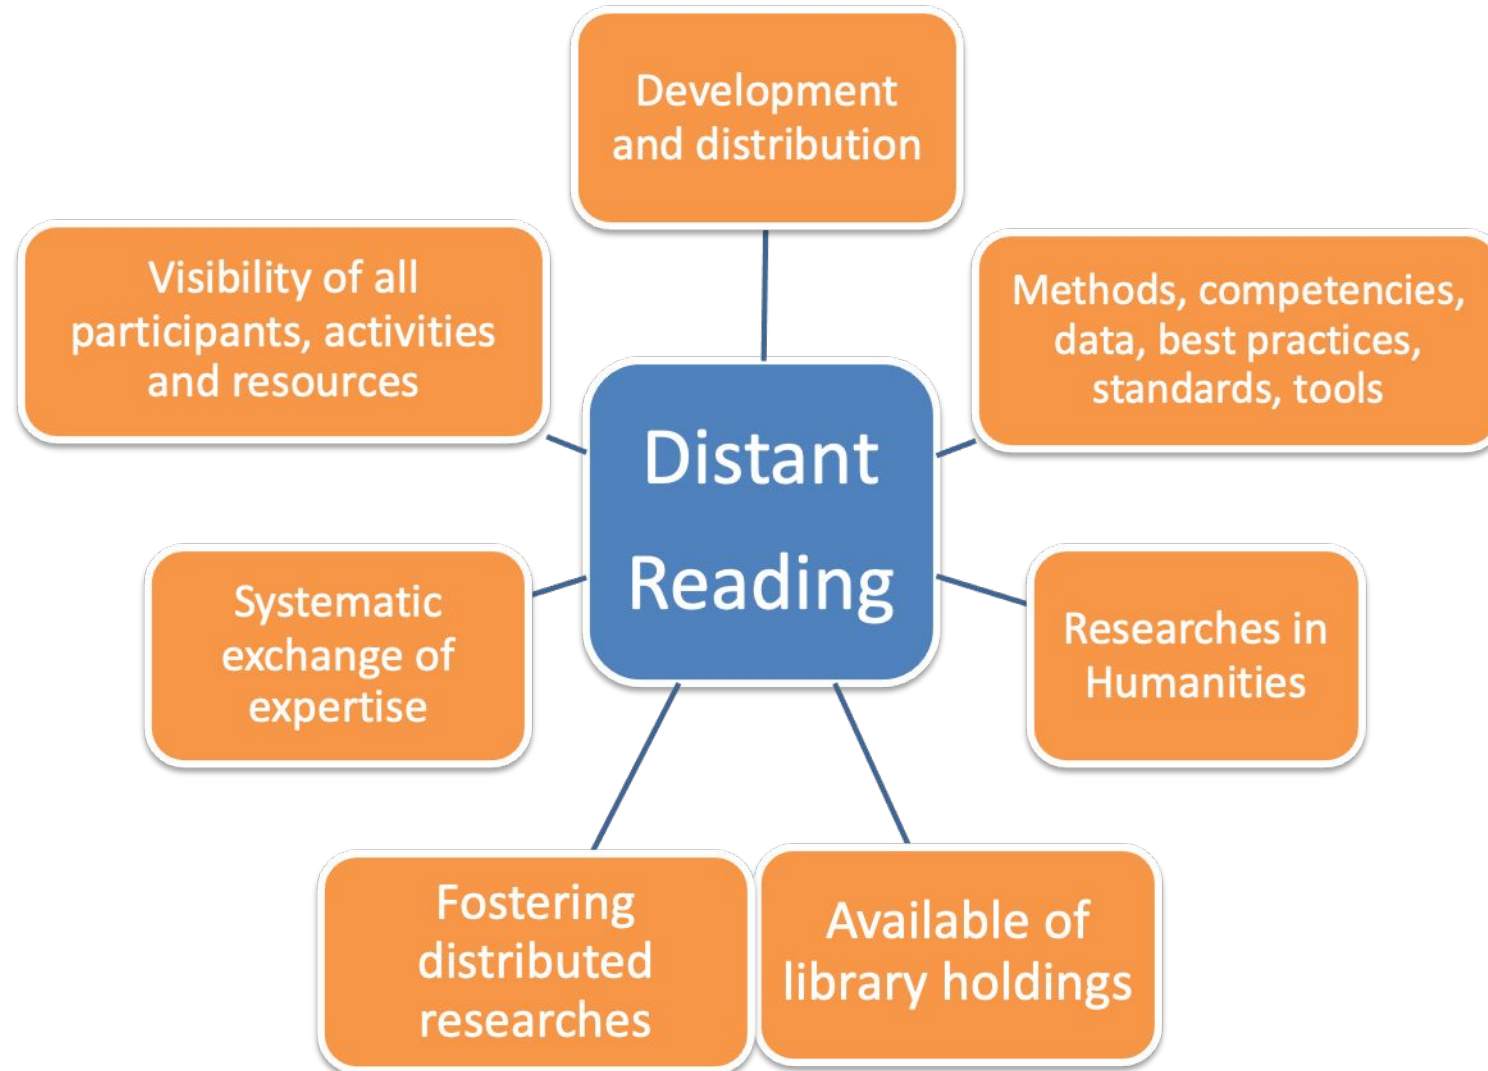 Development
and distribution
Visibility of all
participants, activities
and resources
Methods, competencies,
data, best practices,
standards, tools
Distant
Reading
Systematic
exchange of
expertise
Researches in
Humanities
Fostering
distributed
researches
Available of
library holdings